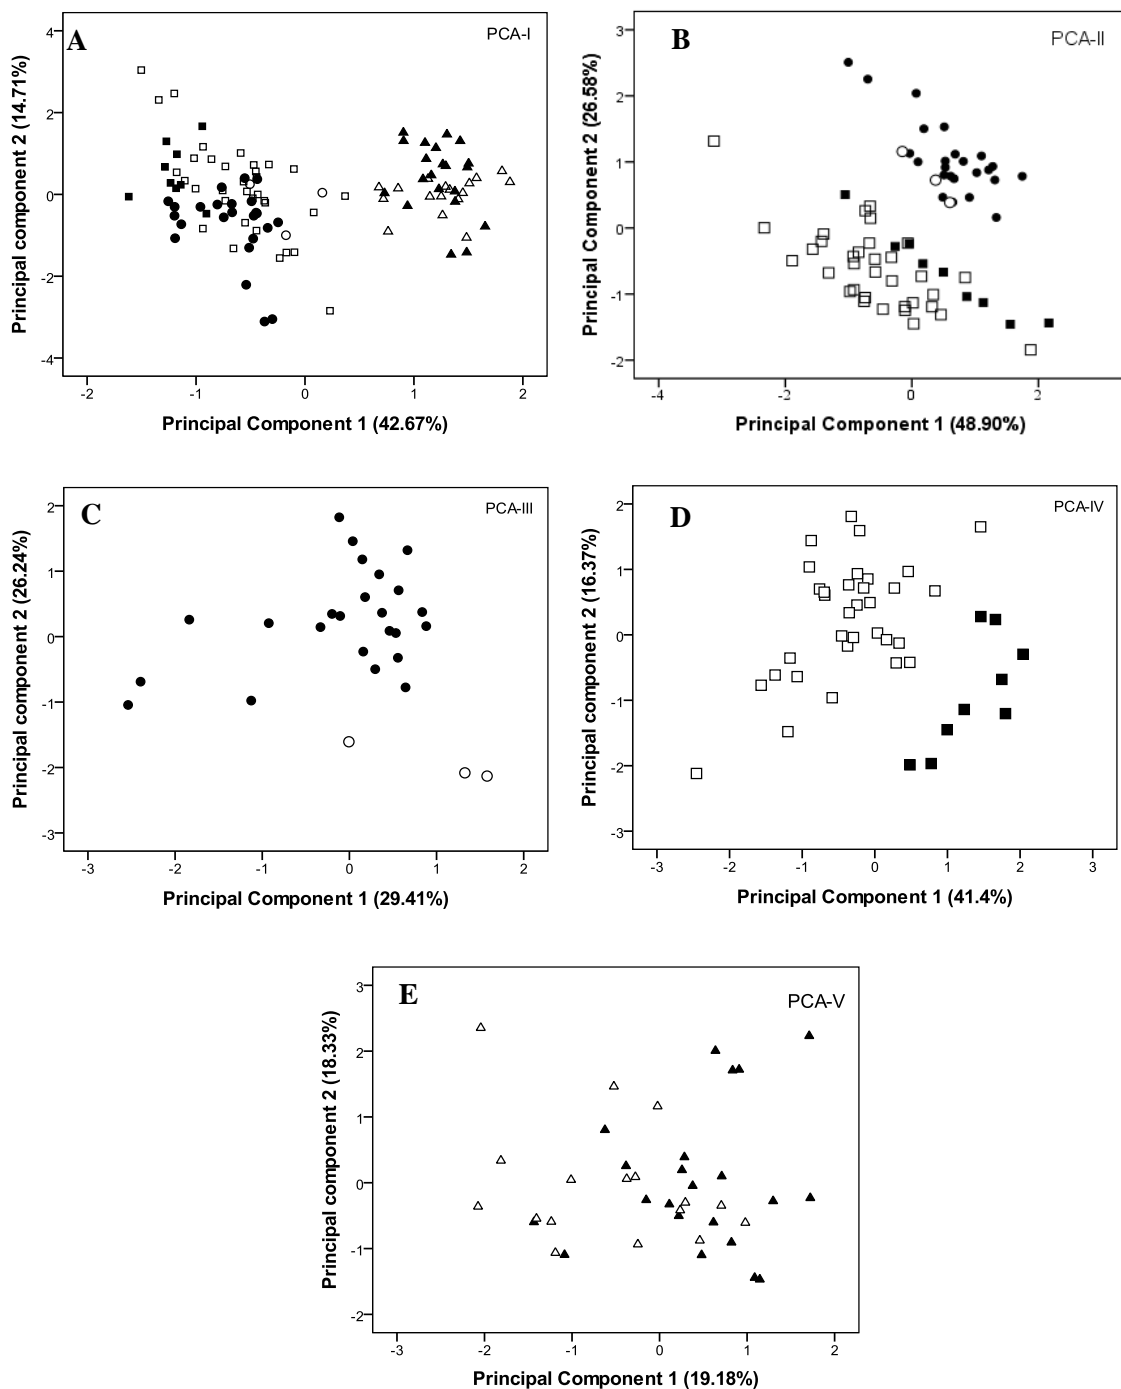 A
PCA-I
Principal component 2 (14.71%)
4
2
0
-2
-4
-2
-1
0
1
2
Principal Component 1 (42.67%)
B
PCA-II
Principal Component 2 (26.58%)
3
2
1
0
-1
-2
-4
-2
0
2
Principal Component 1 (48.90%)
C
PCA-III
Principal component 2 (26.24%)
2
1
0
-1
-2
-3
-3
-2
-1
0
1
2
Principal Component 1 (29.41%)
D
PCA-IV
Principal component 2 (16.37%)
2
1
0
-1
-2
-3
-3
-2
-1
0
1
2
3
Principal Component 1 (41.4%)
E
PCA-V
Principal component 2 (18.33%)
3
2
1
0
-1
-2
-3
-2
-1
0
1
2
Principal Component 1 (19.18%)